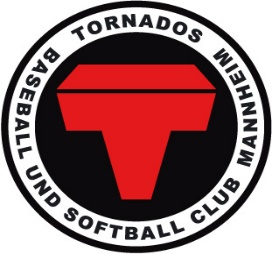 TORNADOS
BASEBALL UND SOFTBALL CLUB MANNHEIM
T